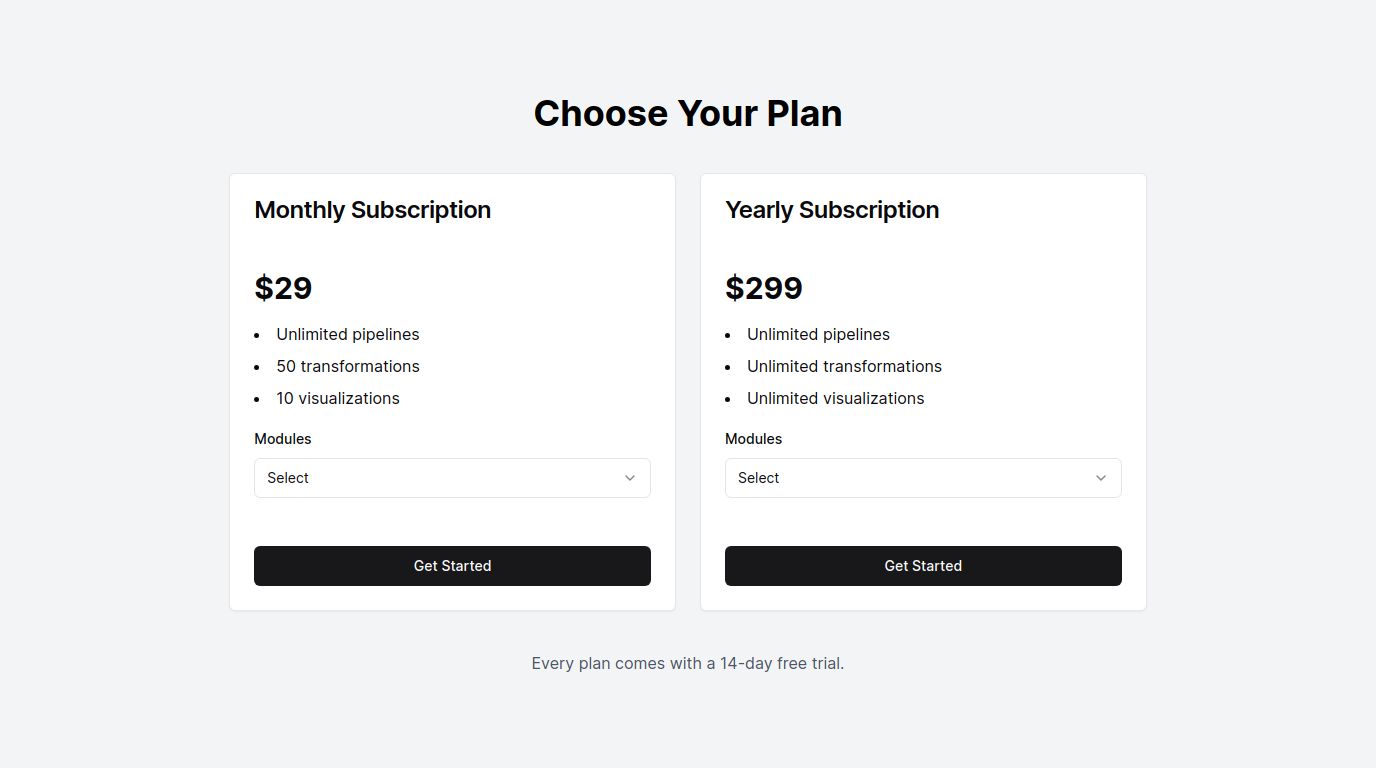 Choose Your Plan
Monthly Subscription
$29
Unlimited pipelines
50 transformations
10 visualizations
Modules
Select
Get Started
Yearly Subscription
$299
Unlimited pipelines
Unlimited transformations
Unlimited visualizations
Modules
Select
Get Started
Every plan comes with a 14-day free trial.